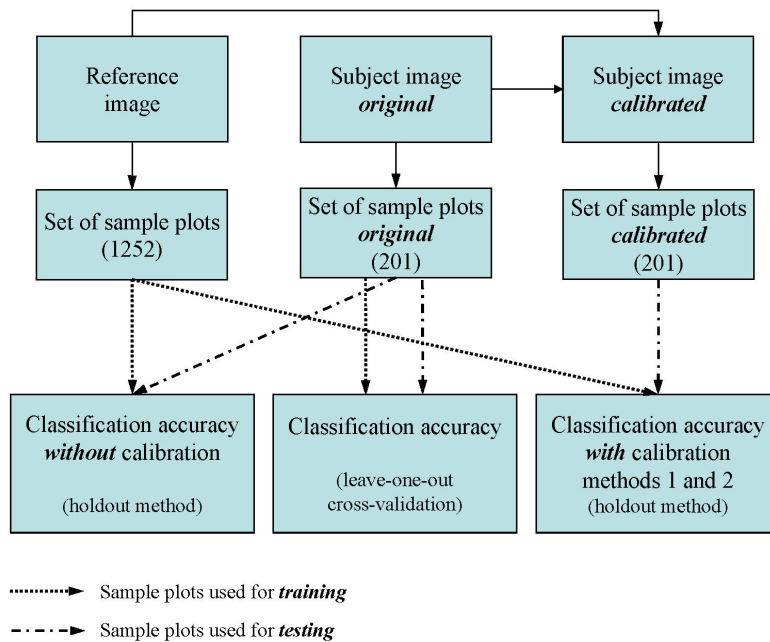 Reference
image
Subject image
original
Subject image
calibrated
Set of sample plots
(1252)
Set of sample plots
original
(201)
Set of sample plots
calibrated
(201)
Classification accuracy
without calibration
(holdout method)
Classification accuracy
(leave-one-out
cross-validation)
Classification accuracy
with calibration
methods 1 and 2
(holdout method)
Sample plots used for training
Sample plots used for testing